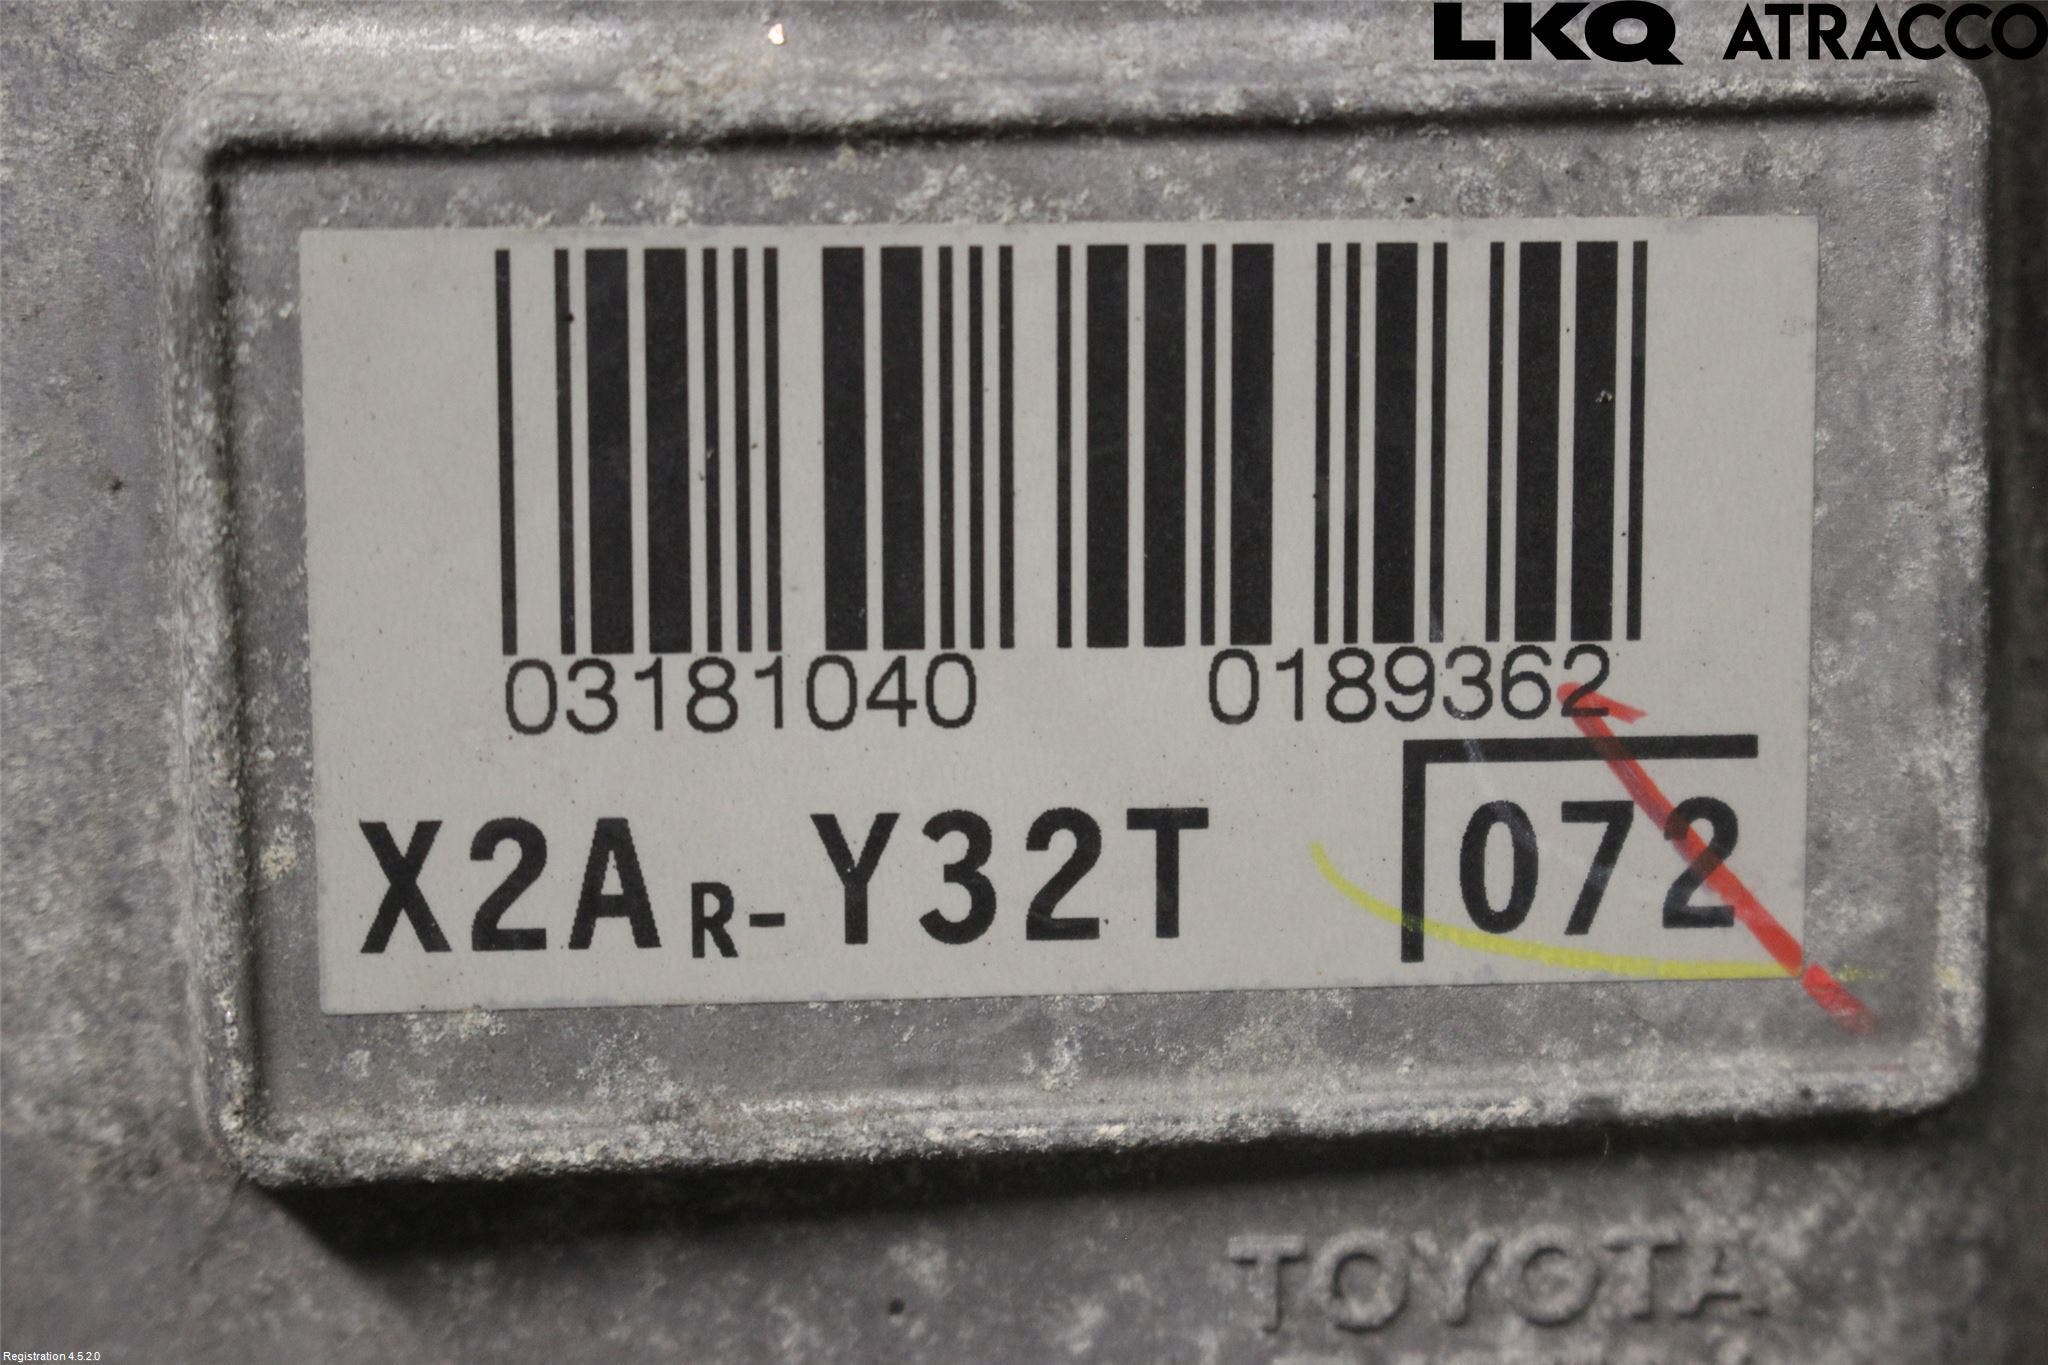 LKQ ATRACCO
03181040 0189362
X2AR-Y32T 072
TOYOTA
Registration 4.5.2.0